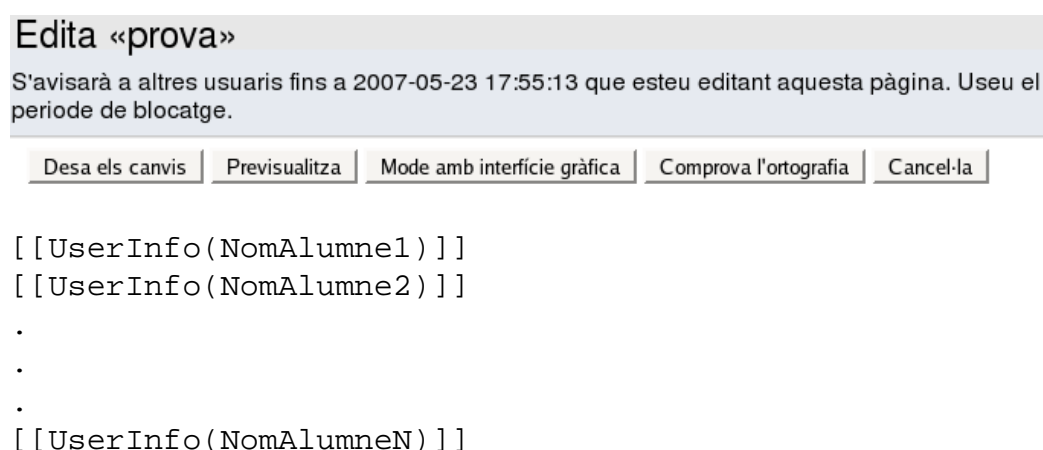 Edita «prova»
S'avisarà a altres usuaris fins a 2007-05-23 17:55:13 que esteu editant aquesta pàgina. Useu el
periode de blocatge.
Desa els canvis Previsualitza Mode amb interfície gràfica Comprova l'ortografia Cancel·la
[[UserInfo(NomAlumne1)]]
[[UserInfo(NomAlumne2)]]
.
.
.
[[UserInfo(NomAlumneN)]]